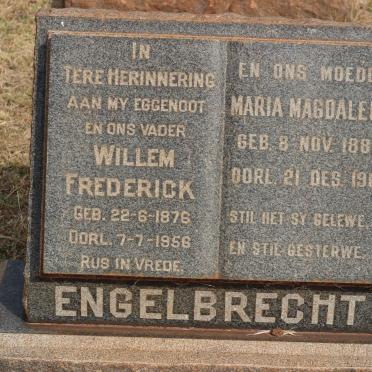 IN
TERE HERINNERING
AAN MY EGGENOOT
EN ONS VADER
WILLEM
FREDERICK
GEB. 22-6-1876
OORL. 7-7-1956
RUS IN VREDE.
EN ONS MOEDE
MARIA MAGDALE
GEB. 8 NOV. 188
OORL. 21 DES. 19
STIL HET SY GELEWE
EN STIL GESTERWE.
ENGELBRECHT